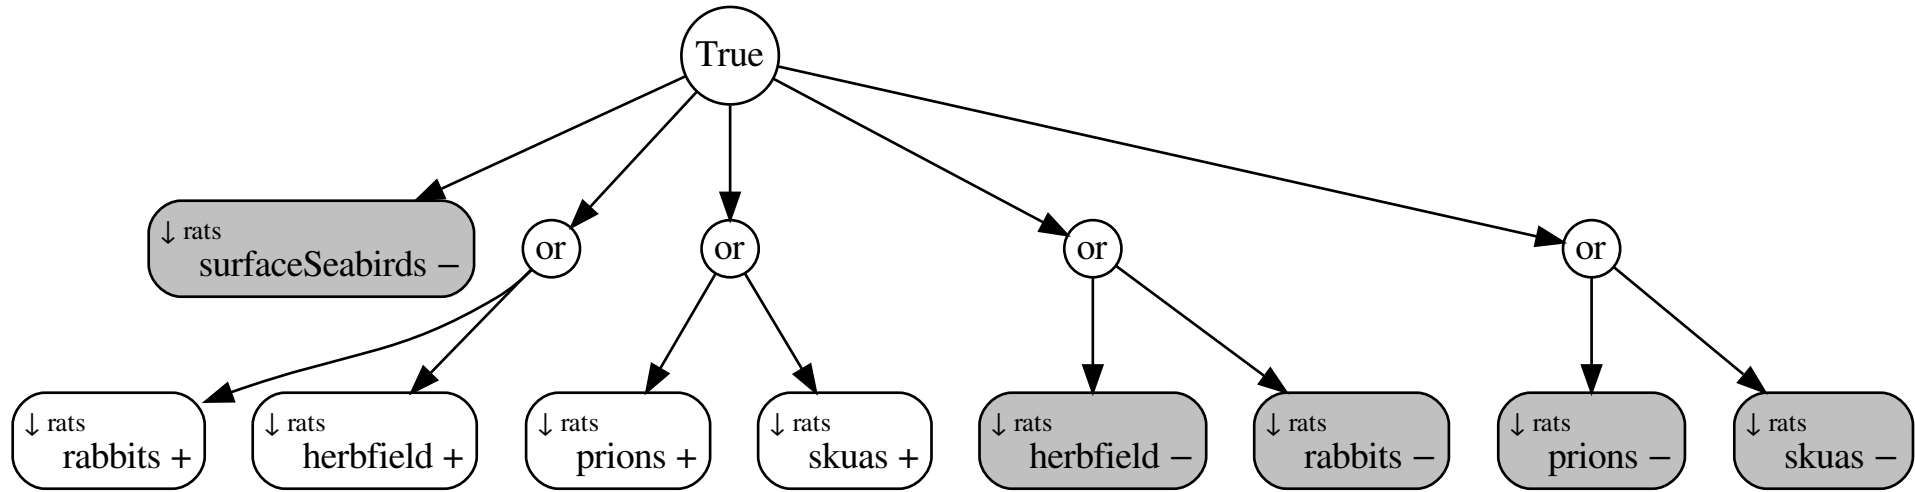 True
↓ rats
surfaceSeabirds −
or
or
or
or
↓ rats
rabbits +
↓ rats
herbfield +
↓ rats
prions +
↓ rats
skuas +
↓ rats
herbfield −
↓ rats
rabbits −
↓ rats
prions −
↓ rats
skuas −